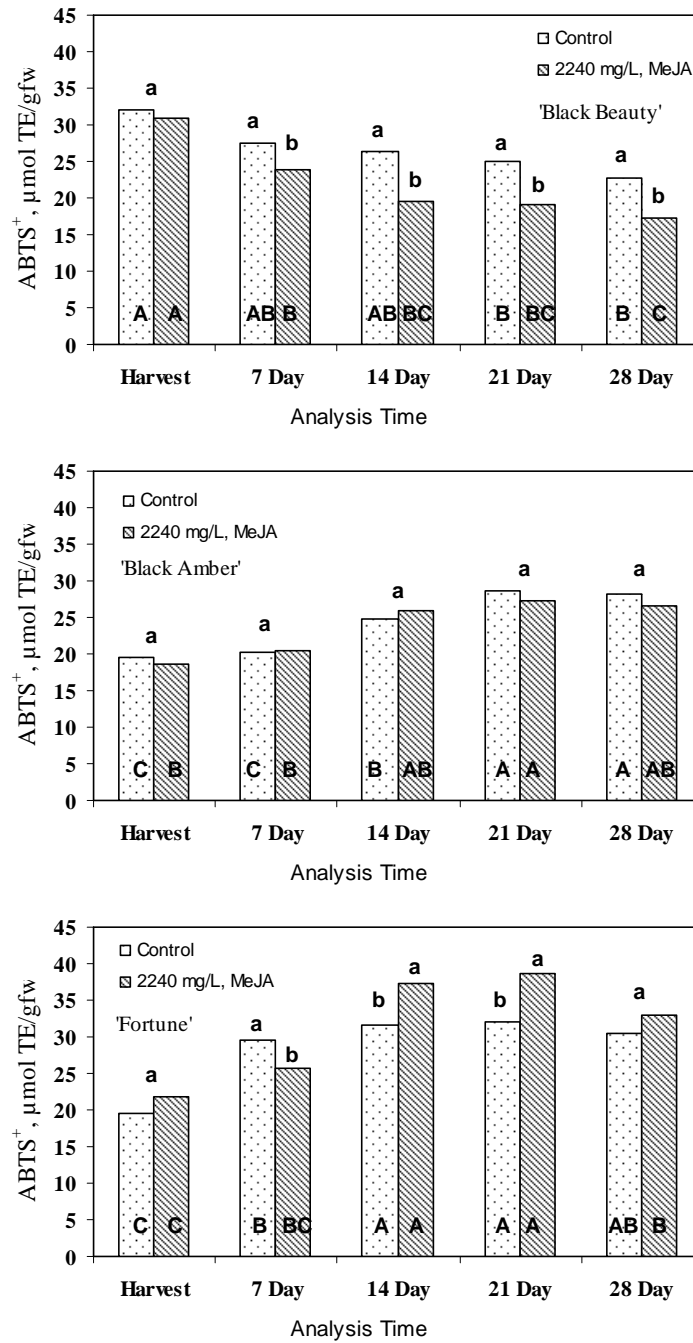 45
40
35
30
25
20
15
10
5
0
ABTS⁺, µmol TE/gfw
Control
2240 mg/L, MeJA
'Black Beauty'
a a b a b a b a b
A A AB B AB BC B BC B C
Harvest 7 Day 14 Day 21 Day 28 Day
Analysis Time
45
40
35
30
25
20
15
10
5
0
ABTS⁺, µmol TE/gfw
Control
2240 mg/L, MeJA
'Black Amber'
a a a a a
C B C B B AB A A A AB
Harvest 7 Day 14 Day 21 Day 28 Day
Analysis Time
45
40
35
30
25
20
15
10
5
0
ABTS⁺, µmol TE/gfw
Control
2240 mg/L, MeJA
'Fortune'
a a b b a b a a
C C B BC A A A A AB B
Harvest 7 Day 14 Day 21 Day 28 Day
Analysis Time